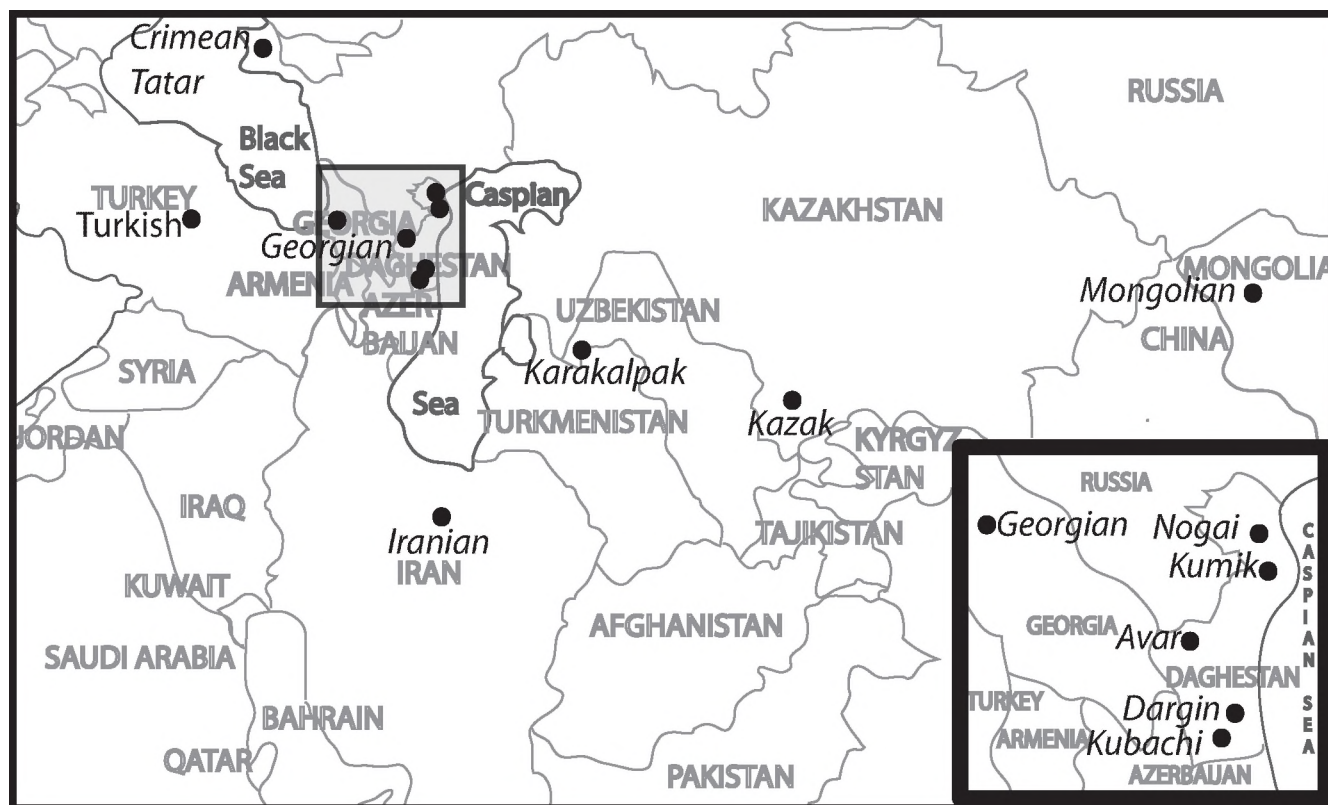 Crimean
Tatar
RUSSIA
Black
Sea
TURKEY
Turkish
Caspian
KAZAKHSTAN
GEORGIA
Georgian
DAGHESTAN
ARMENIA
MONGOLIA
Mongolian
AZER
BAIJAN
UZBEKISTAN
CHINA
SYRIA
Karakalpak
Sea
TURKMENISTAN
Kazak
JORDAN
KYRGYZ
STAN
IRAQ
TAJIKISTAN
Iranian
IRAN
KUWAIT
AFGHANISTAN
SAUDI ARABIA
BAHRAIN
QATAR
PAKISTAN
RUSSIA
Georgian
Nogai
Kumik
CASPIAN SEA
GEORGIA
Avar
DAGHESTAN
TURKEY
Dargin
ARMENIA
Kubachi
AZERBAIJAN